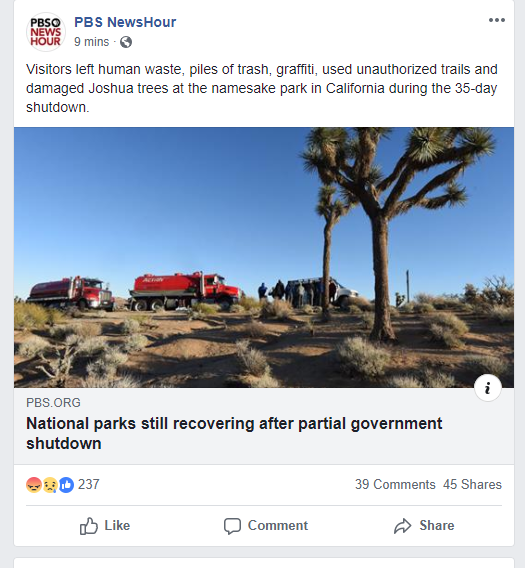 PBS
NEWS
HOUR
PBS NewsHour
9 mins ·
Visitors left human waste, piles of trash, graffiti, used unauthorized trails and
damaged Joshua trees at the namesake park in California during the 35-day
shutdown.
i
PBS.ORG
National parks still recovering after partial government
shutdown
237
39 Comments 45 Shares
Like Comment Share